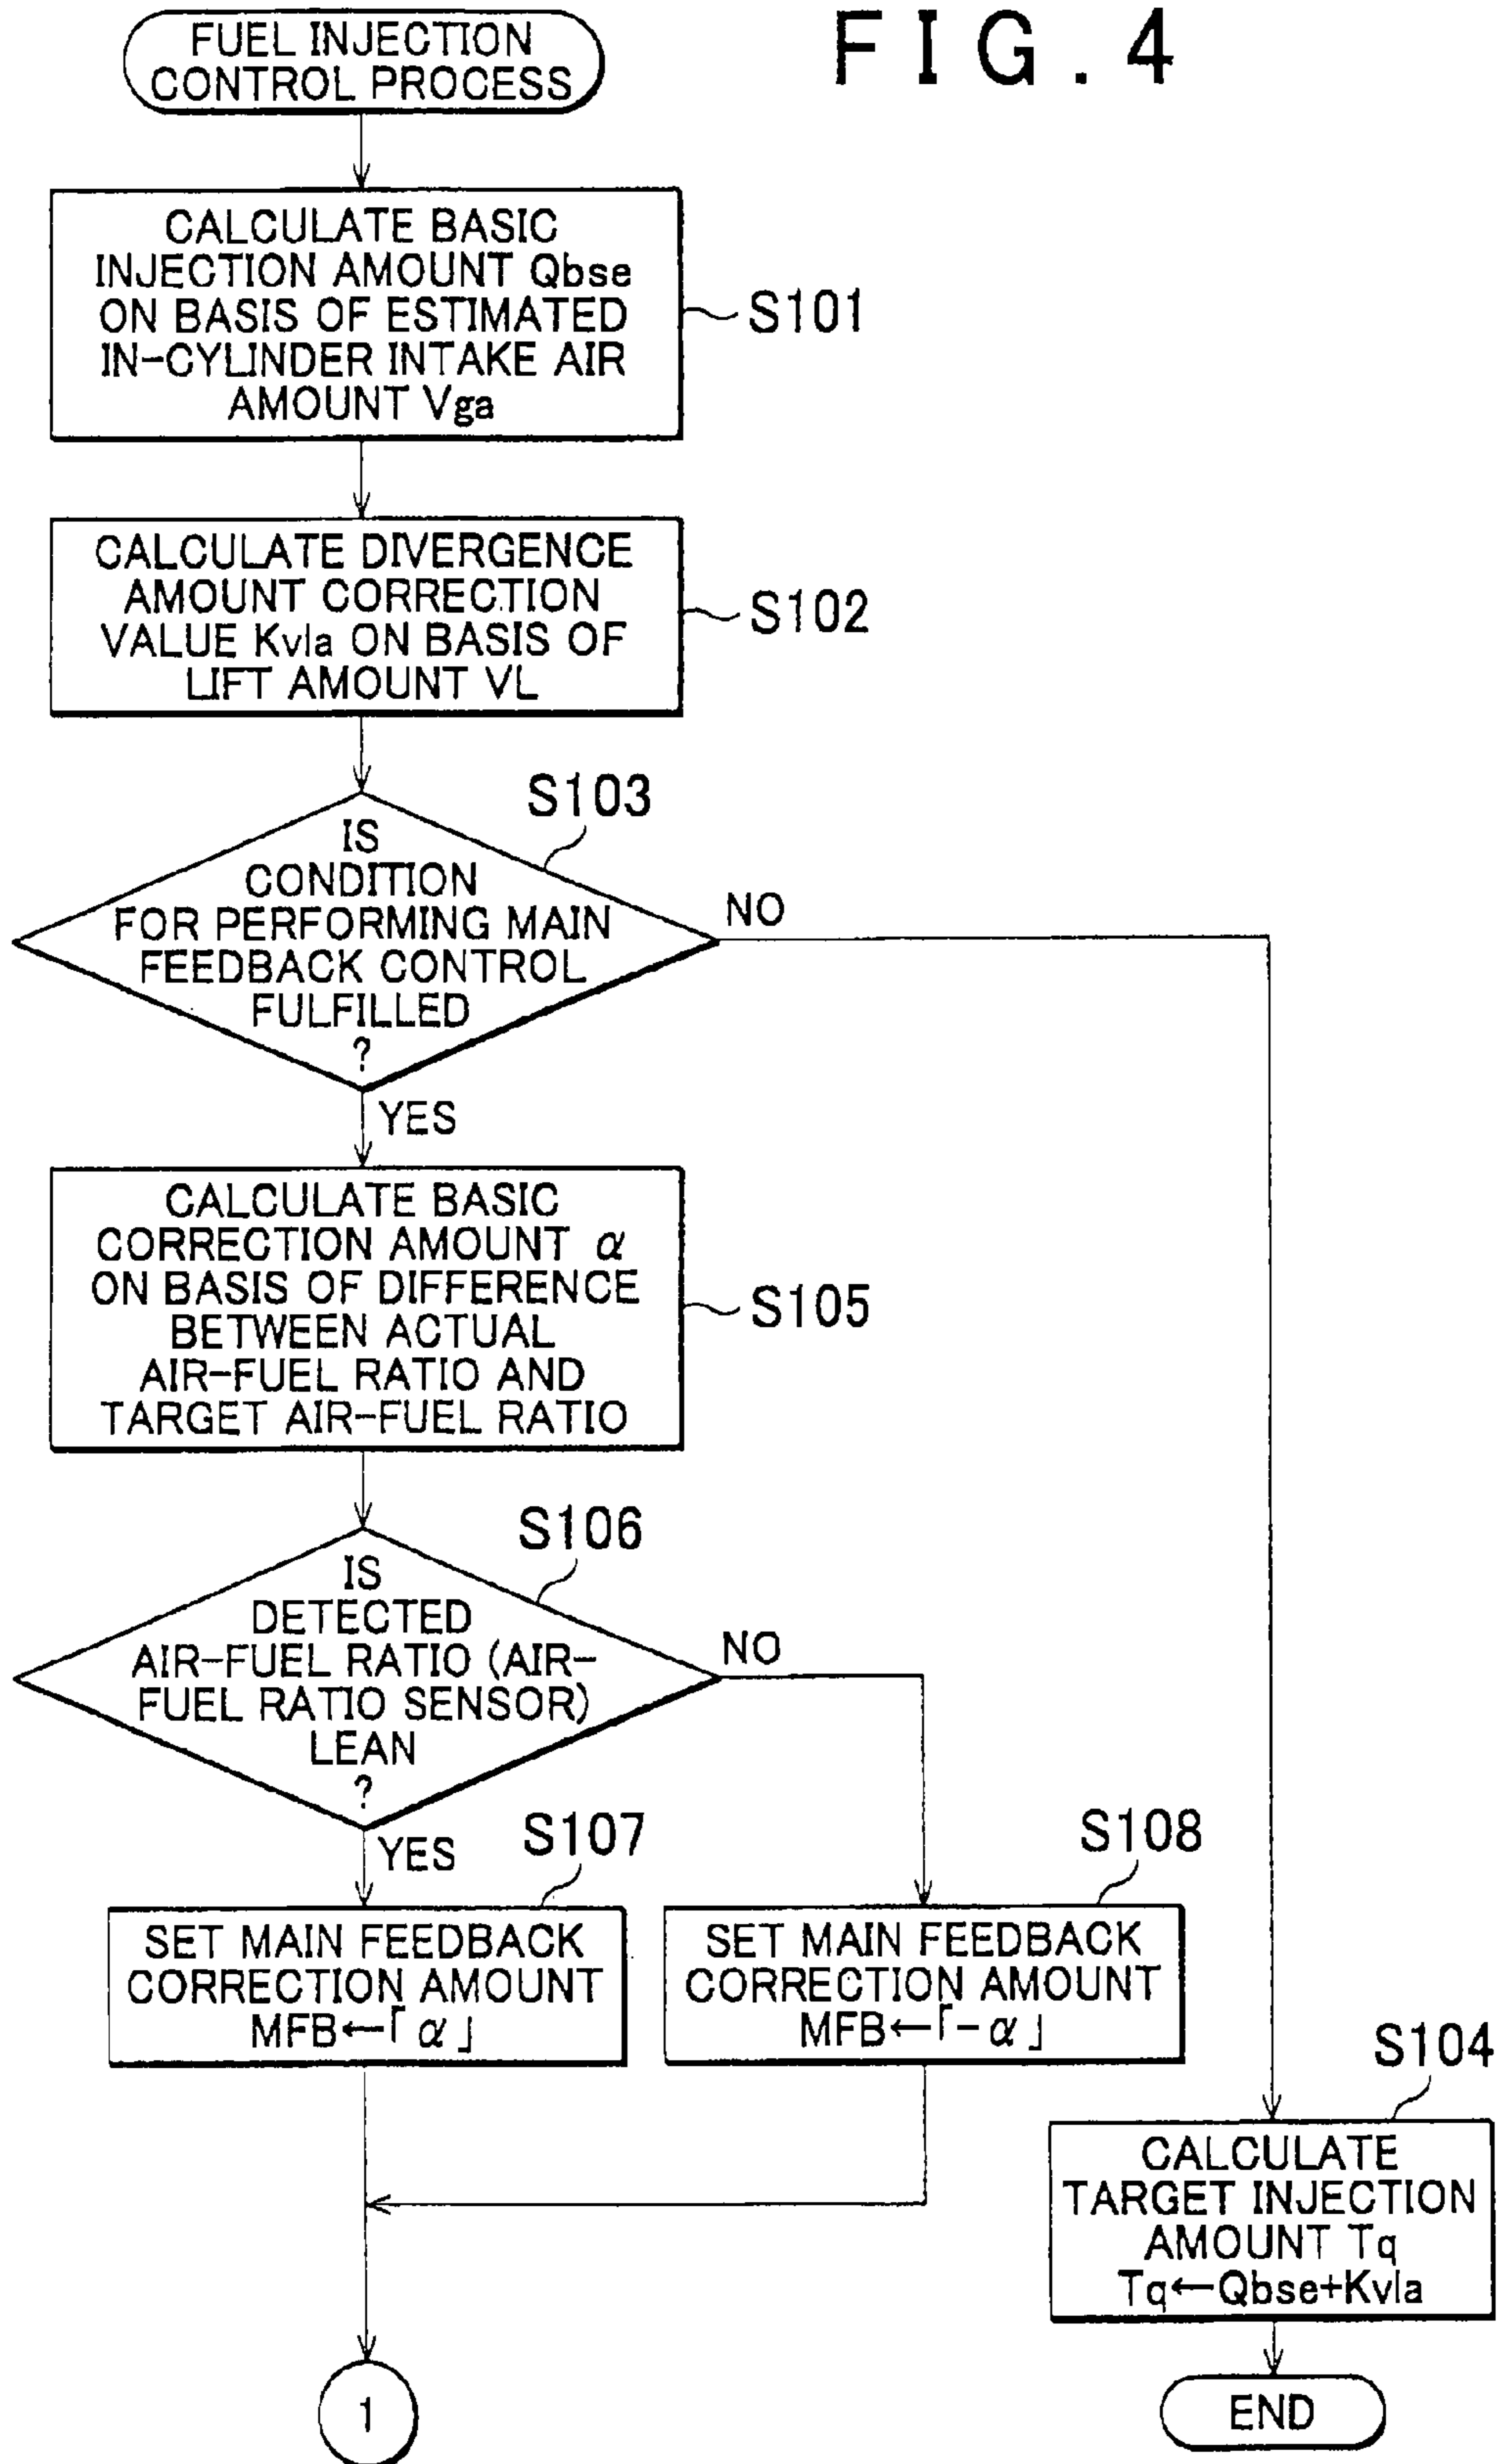 FIG.4
FUEL INJECTION
CONTROL PROCESS
CALCULATE BASIC
INJECTION AMOUNT Qbse
ON BASIS OF ESTIMATED
IN-CYLINDER INTAKE AIR
AMOUNT Vga
S101
CALCULATE DIVERGENCE
AMOUNT CORRECTION
VALUE Kvla ON BASIS OF
LIFT AMOUNT VL
S102
S103
IS
CONDITION
FOR PERFORMING MAIN
FEEDBACK CONTROL
FULFILLED
?
NO
YES
CALCULATE BASIC
CORRECTION AMOUNT α
ON BASIS OF DIFFERENCE
BETWEEN ACTUAL
AIR-FUEL RATIO AND
TARGET AIR-FUEL RATIO
S105
S106
IS
DETECTED
AIR-FUEL RATIO (AIR-
FUEL RATIO SENSOR)
LEAN
?
NO
YES
S107
SET MAIN FEEDBACK
CORRECTION AMOUNT
MFB←「α」
S108
SET MAIN FEEDBACK
CORRECTION AMOUNT
MFB←「-α」
S104
CALCULATE
TARGET INJECTION
AMOUNT Tq
Tq←Qbse+Kvla
1
END